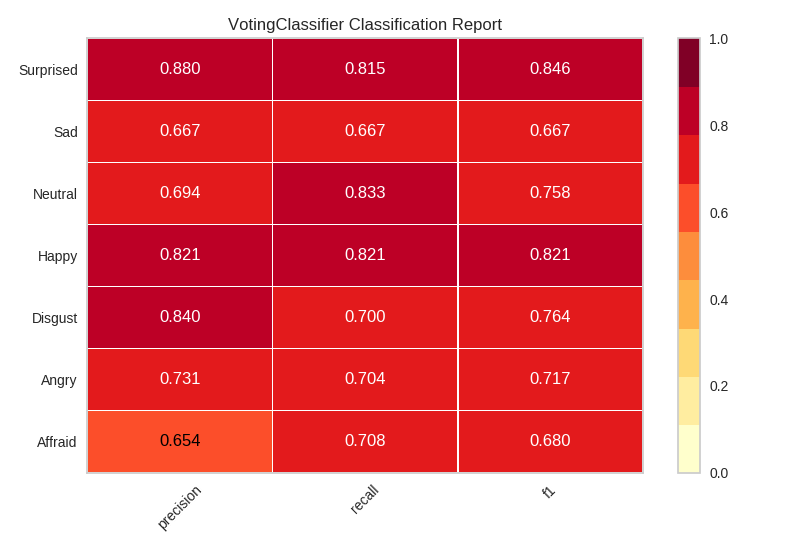 VotingClassifier Classification Report
Surprised 0.880 0.815 0.846
Sad 0.667 0.667 0.667
Neutral 0.694 0.833 0.758
Happy 0.821 0.821 0.821
Disgust 0.840 0.700 0.764
Angry 0.731 0.704 0.717
Affraid 0.654 0.708 0.680
precision recall f1
1.0
0.8
0.6
0.4
0.2
0.0